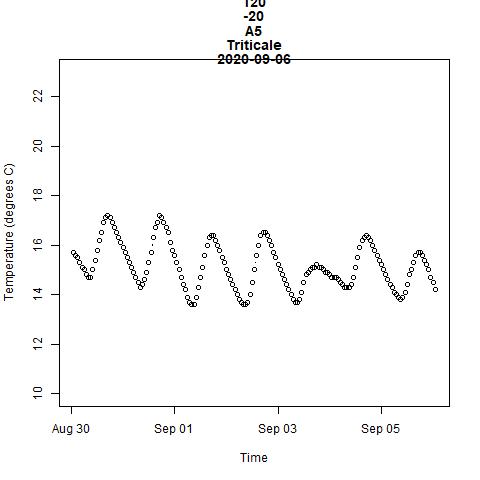 120
-20
A5
Triticale
2020-09-06
Temperature (degrees C)
22
20
18
16
14
12
10
Aug 30
Sep 01
Sep 03
Sep 05
Time